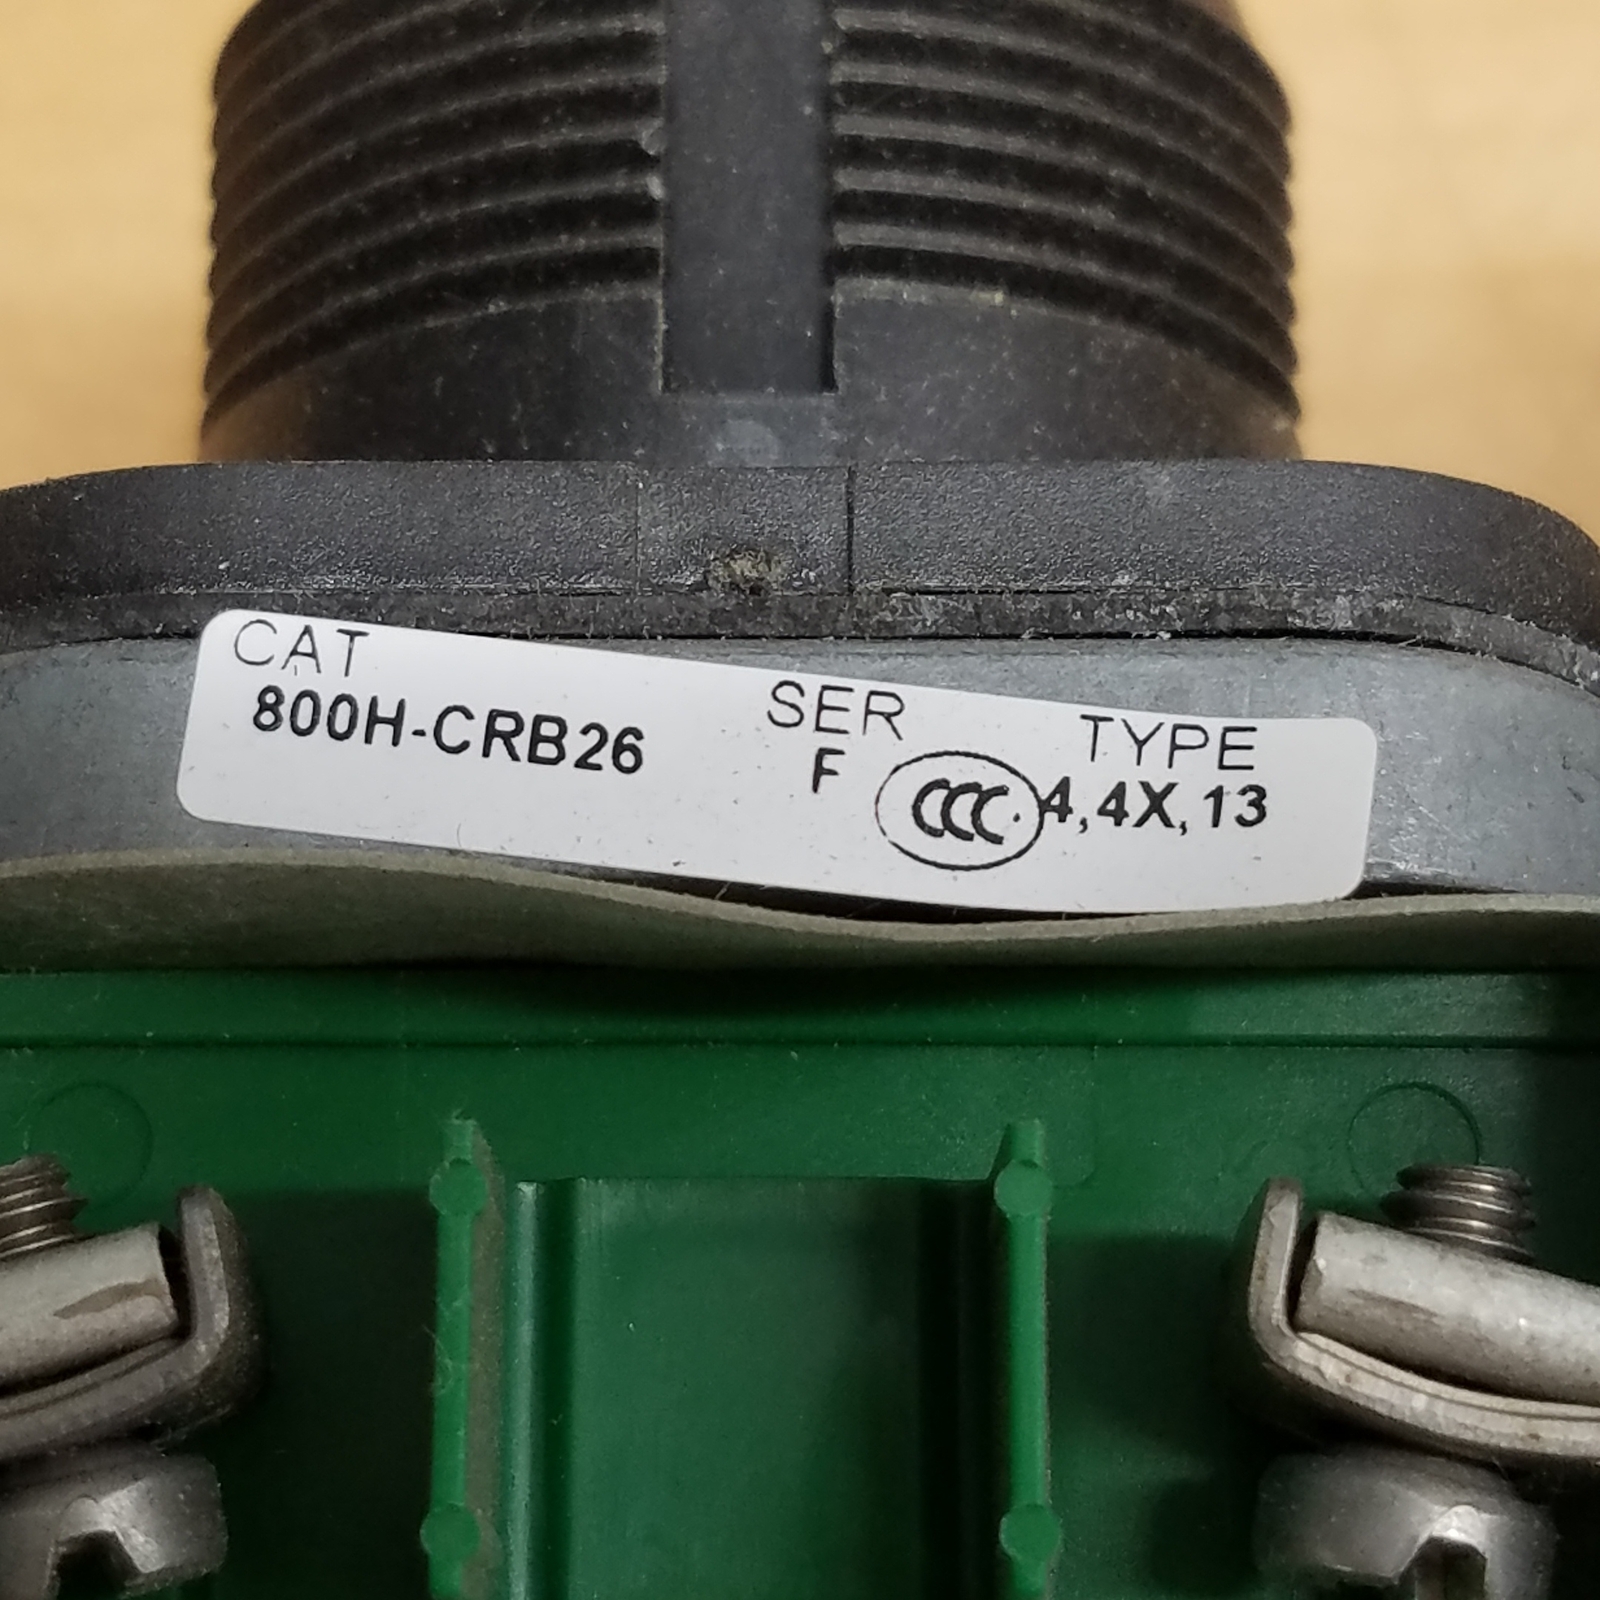 CAT SER TYPE
800H-CRB26 F CCC 4,4X,13